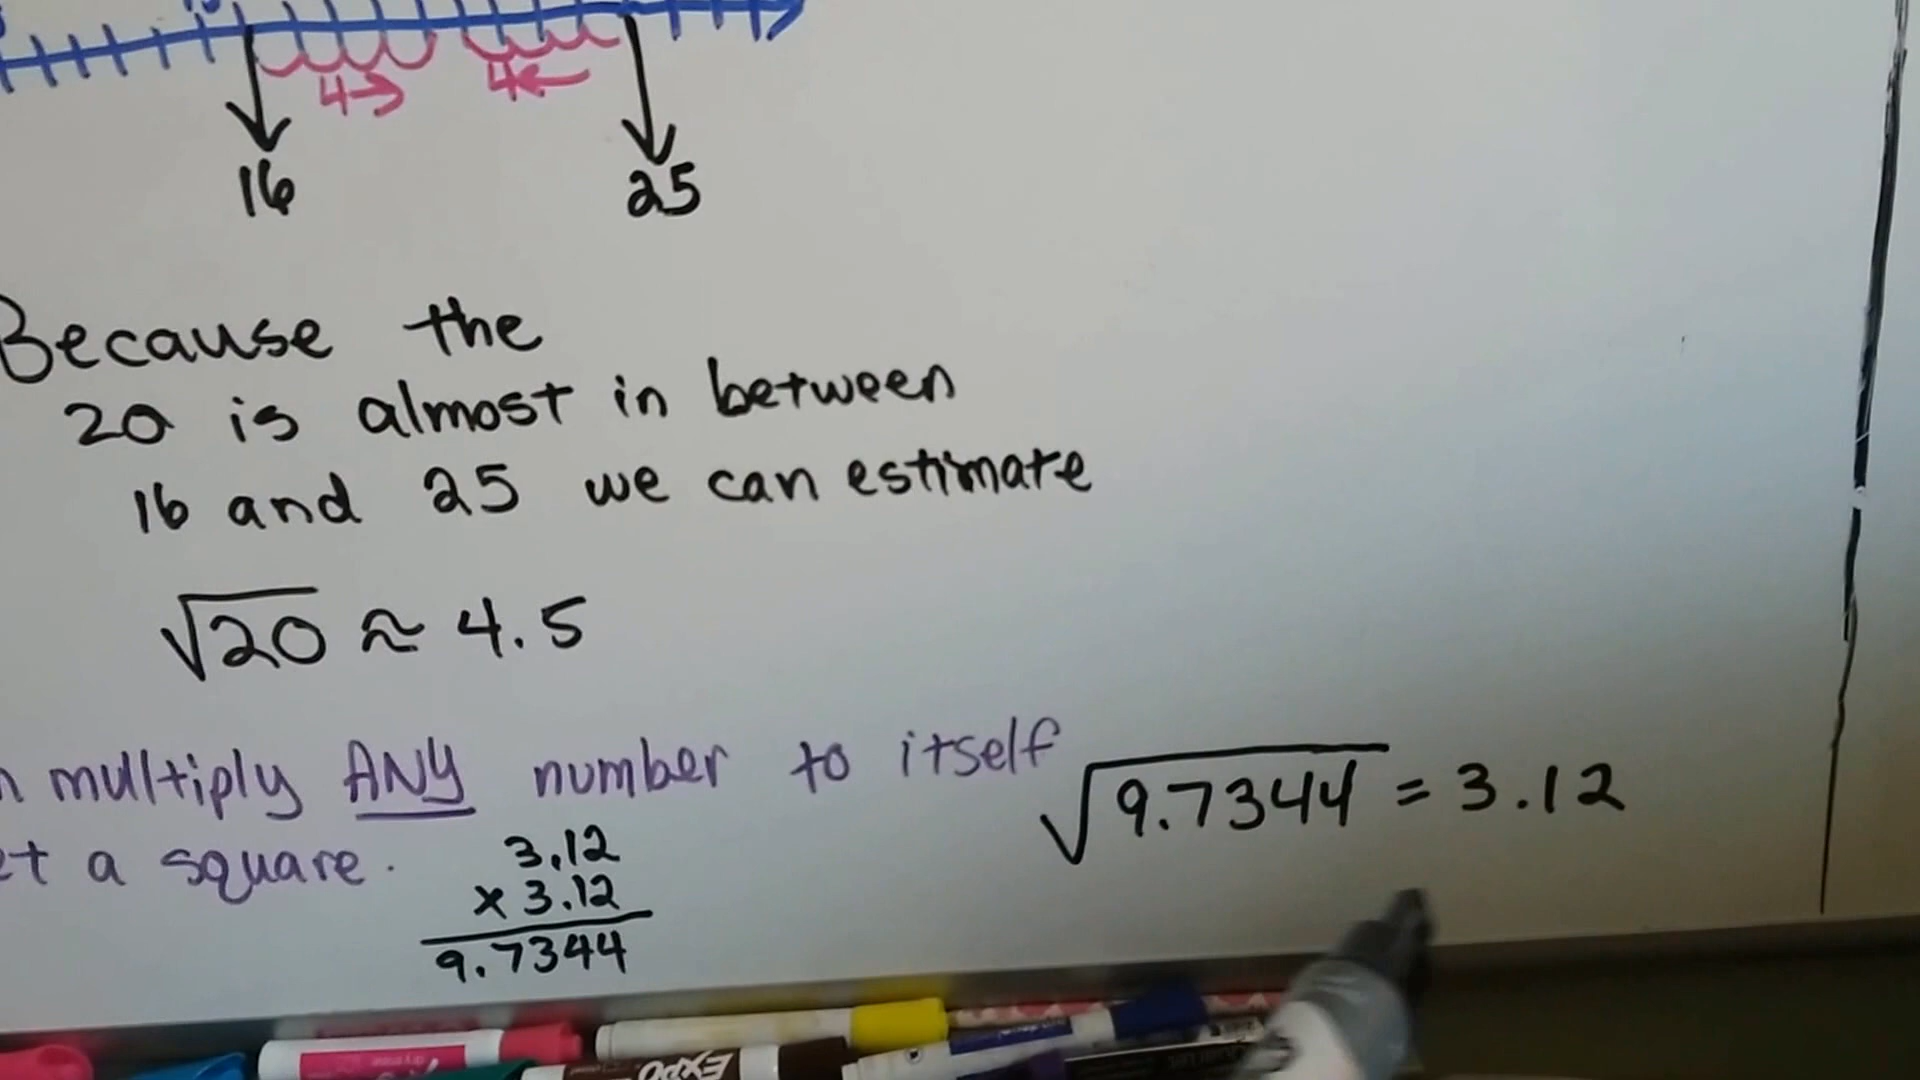 4→ 4←
16 25
Because the
20 is almost in between
16 and 25 we can estimate
√20 ≈ 4.5
multiply ANY number to itself
a square.
√9.7344 = 3.12
3.12
× 3.12
9.7344
EXPO